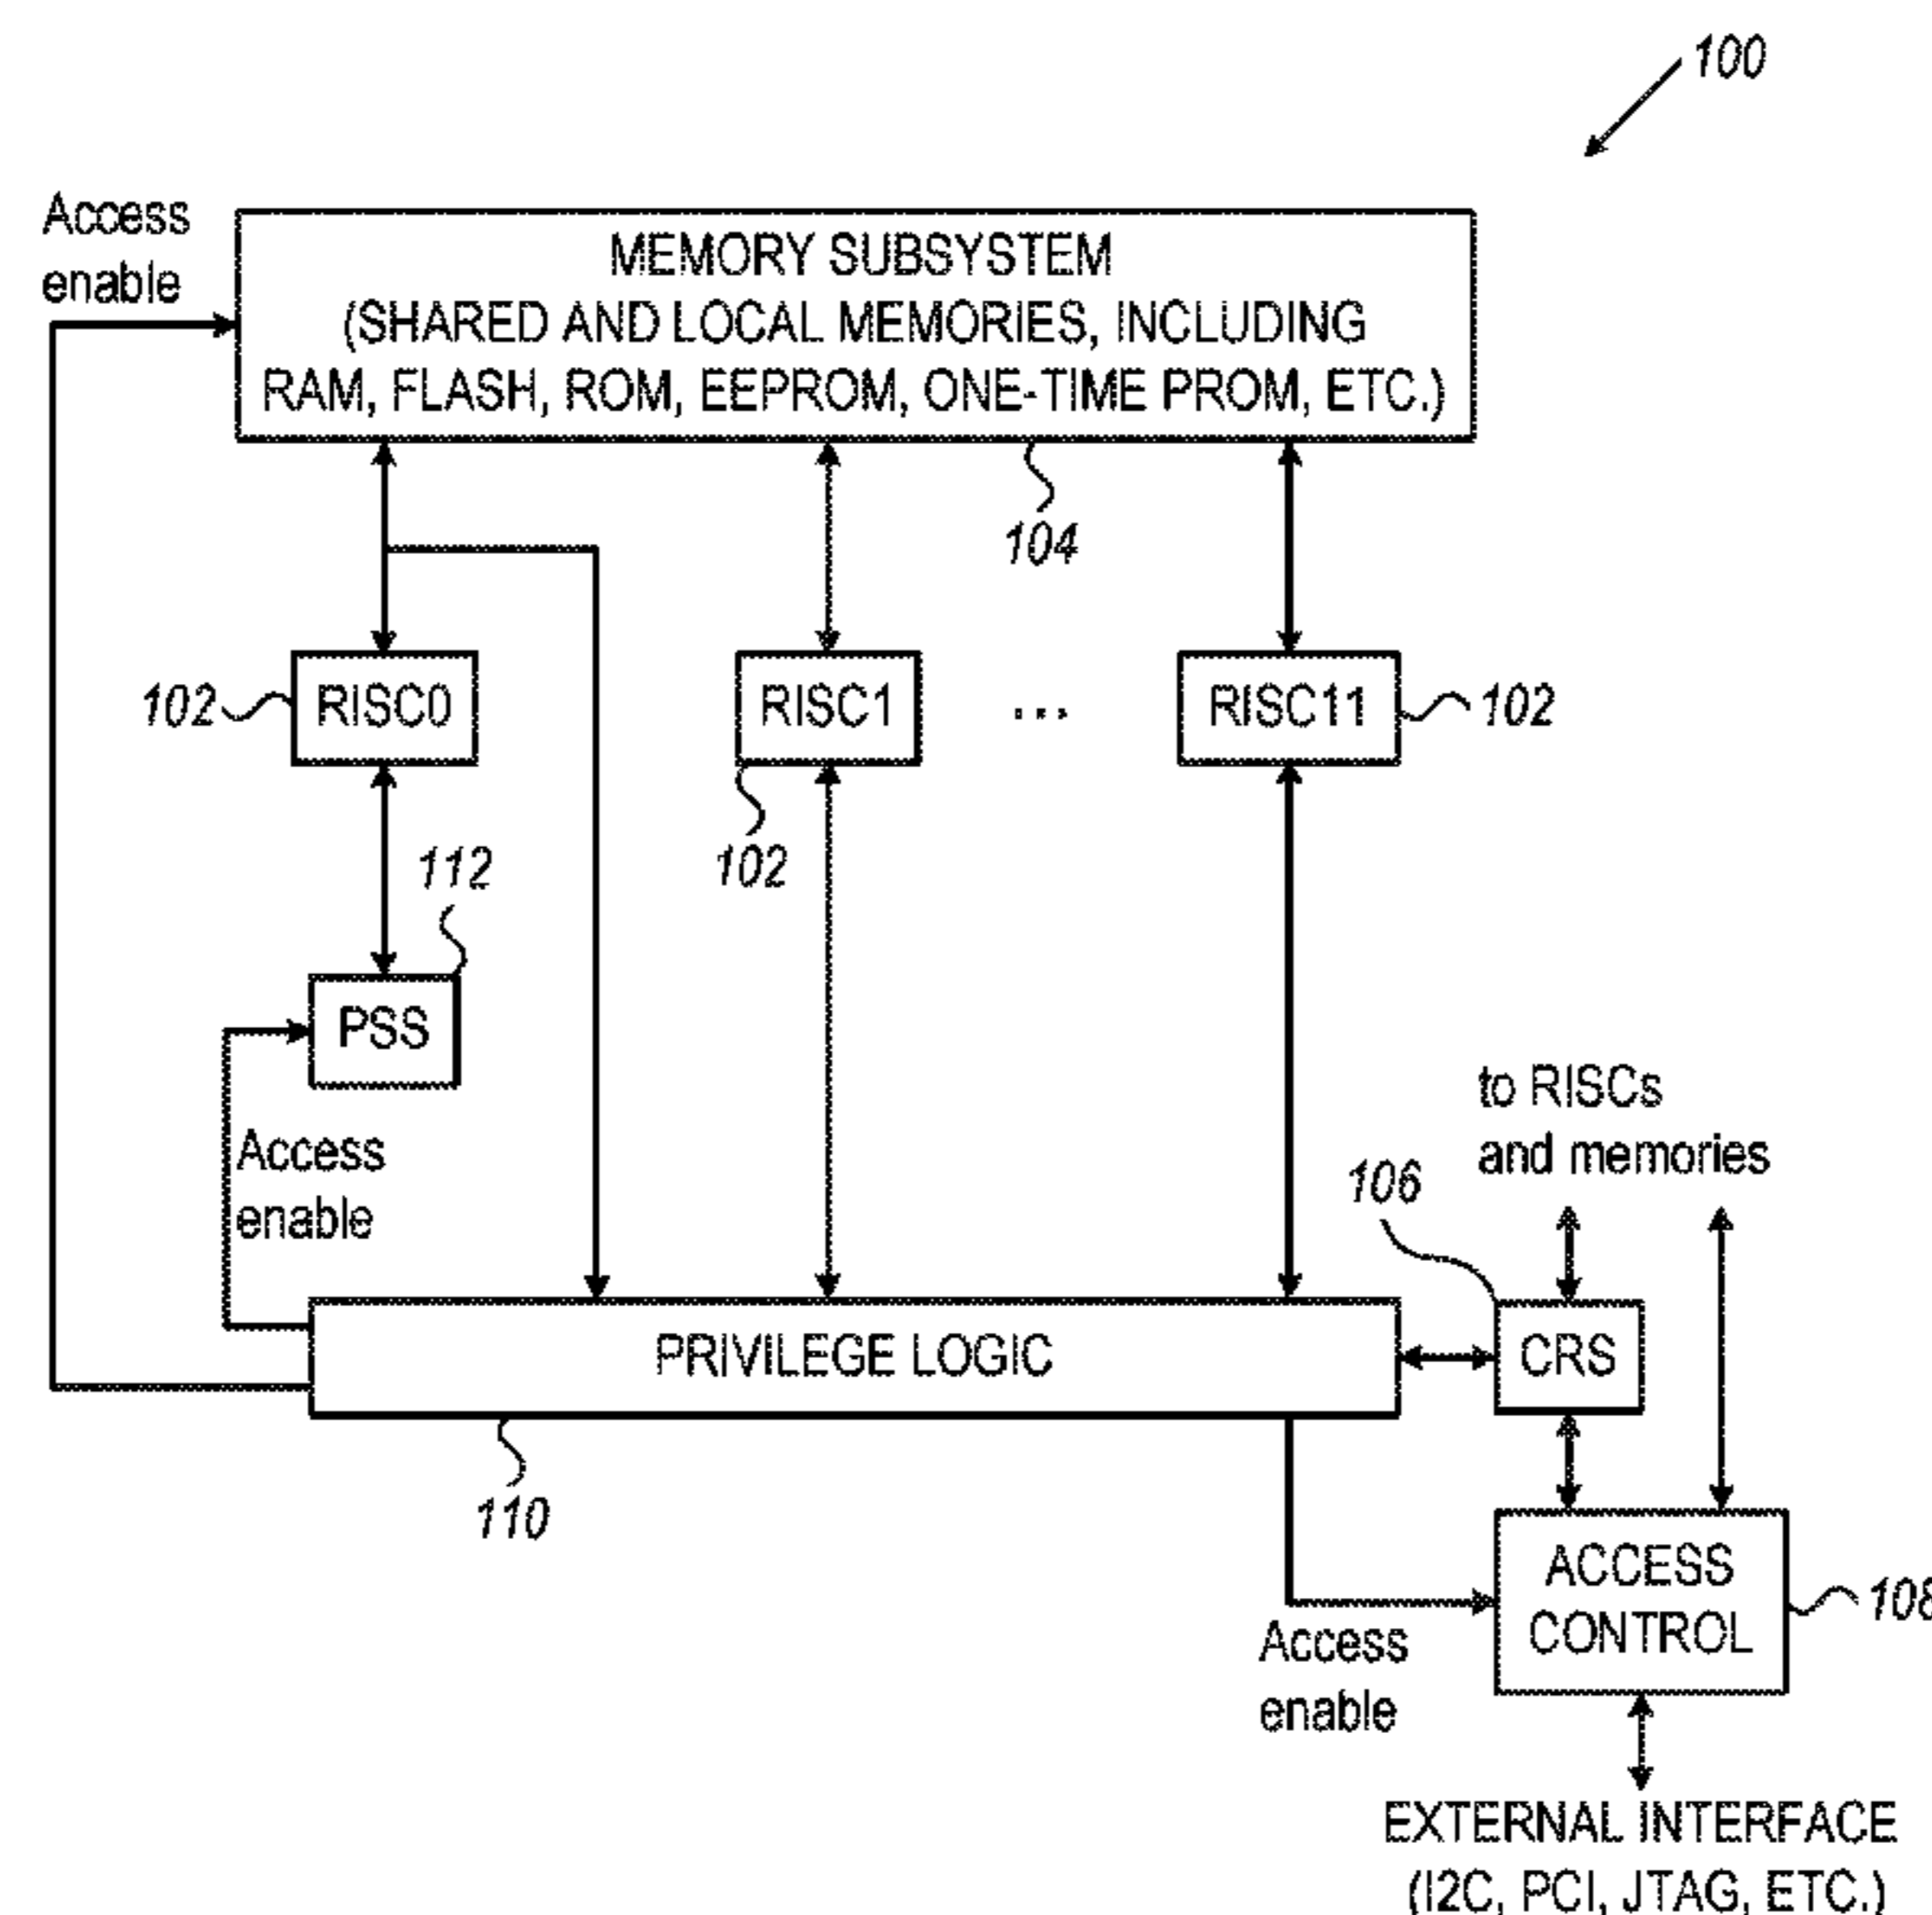 100
Access
enable
MEMORY SUBSYSTEM
(SHARED AND LOCAL MEMORIES, INCLUDING
RAM, FLASH, ROM, EEPROM, ONE-TIME PROM, ETC.)
104
102
RISC0
RISC1
...
RISC11
102
102
112
PSS
Access
enable
to RISCs
and memories
106
PRIVILEGE LOGIC
CRS
110
ACCESS
CONTROL
108
Access
enable
EXTERNAL INTERFACE
(I2C, PCI, JTAG, ETC.)